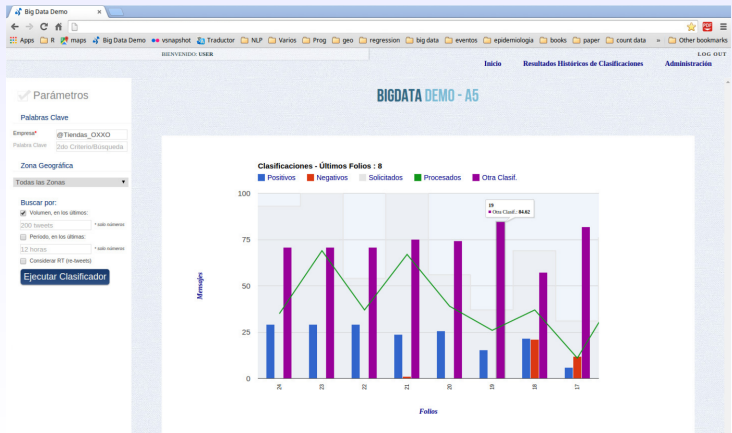 Big Data Demo
Apps R maps Big Data Demo vsnapshot Traductor NLP Varios Prog geo regression big data eventos epidemiologia books paper count data » Other bookmarks
BIENVENIDO: USER
LOG OUT
Inicio Resultados Históricos de Clasificaciones Administración
BIGDATA DEMO - A5
Parámetros
Palabras Clave
Empresa* @Tiendas_OXXO
Palabra Clave 2do Criterio/Búsqueda
Zona Geográfica
Todas las Zonas
Buscar por:
Volumen, en los últimos:
200 tweets * solo números
Periodo, en los últimas:
12 horas * solo números
Considerar RT (re-tweets)
Ejecutar Clasificador
Clasificaciones - Últimos Folios : 8
Positivos Negativos Solicitados Procesados Otra Clasif.
100
75
50
25
0
Mensajes
19
Otra Clasif.: 84.62
24 23 22 21 20 19 18 17
Folios